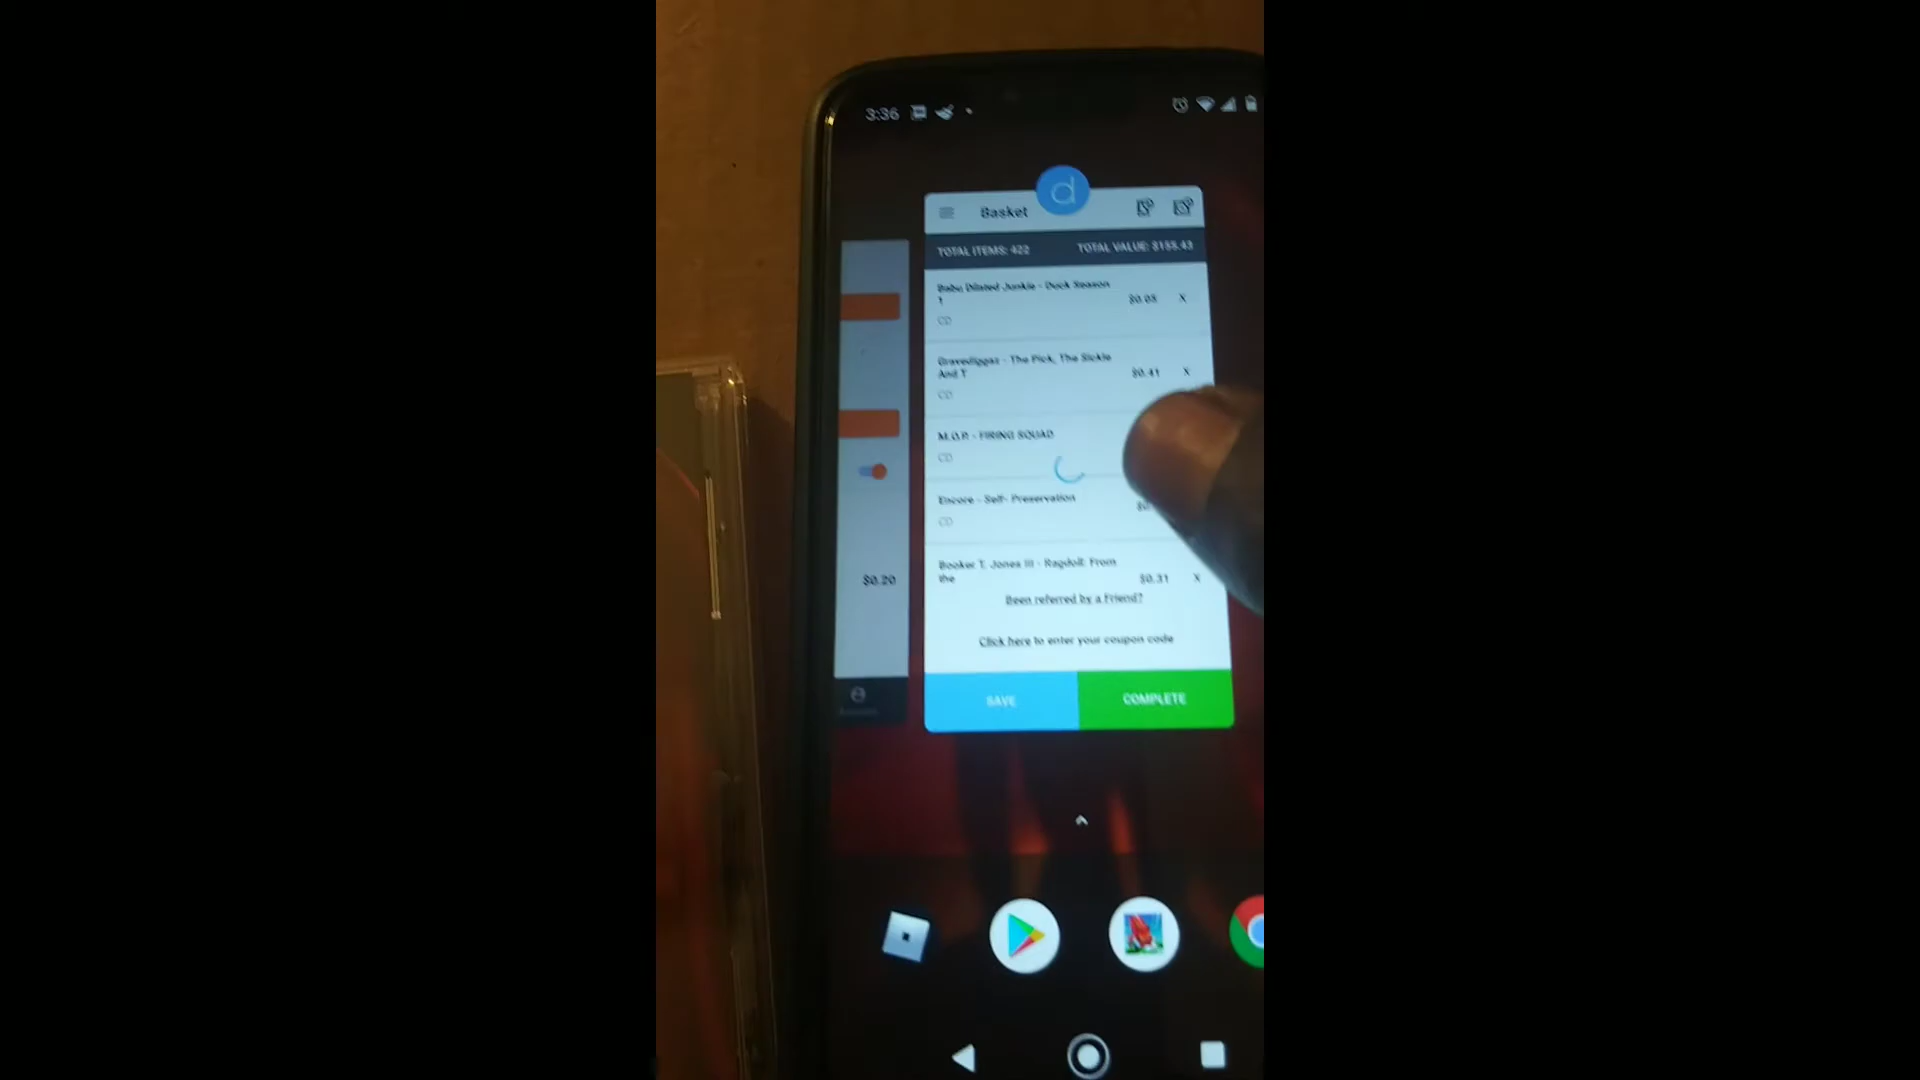 3:36
d
Basket
TOTAL ITEMS: 422
TOTAL VALUE: $155.43
Babu Dilated Junkie - Duck Season
1
$0.05 X
CD
Gravediggaz - The Pick, The Sickle
And T
$0.41 X
CD
M.O.P. - FIRING SQUAD
CD
Encore - Self- Preservation
CD
Booker T. Jones III - Ragdoll: From
the
$0.31 X
$0.20
Been referred by a friend?
Click here to enter your coupon code
SAVE
COMPLETE